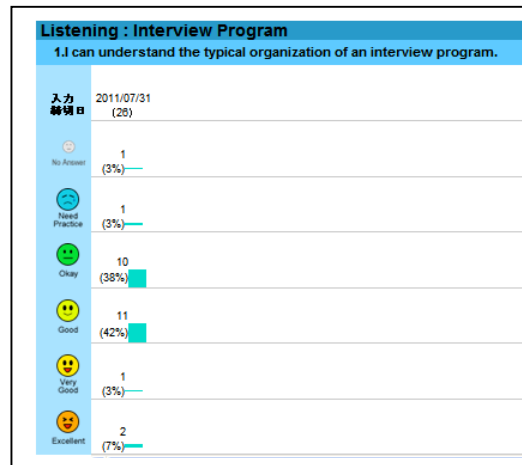 Listening : Interview Program
1.I can understand the typical organization of an interview program.
入力
締切日
2011/07/31
(26)
No Answer
1
(3%)
Need
Practice
1
(3%)
Okay
10
(38%)
Good
11
(42%)
Very
Good
1
(3%)
Excellent
2
(7%)